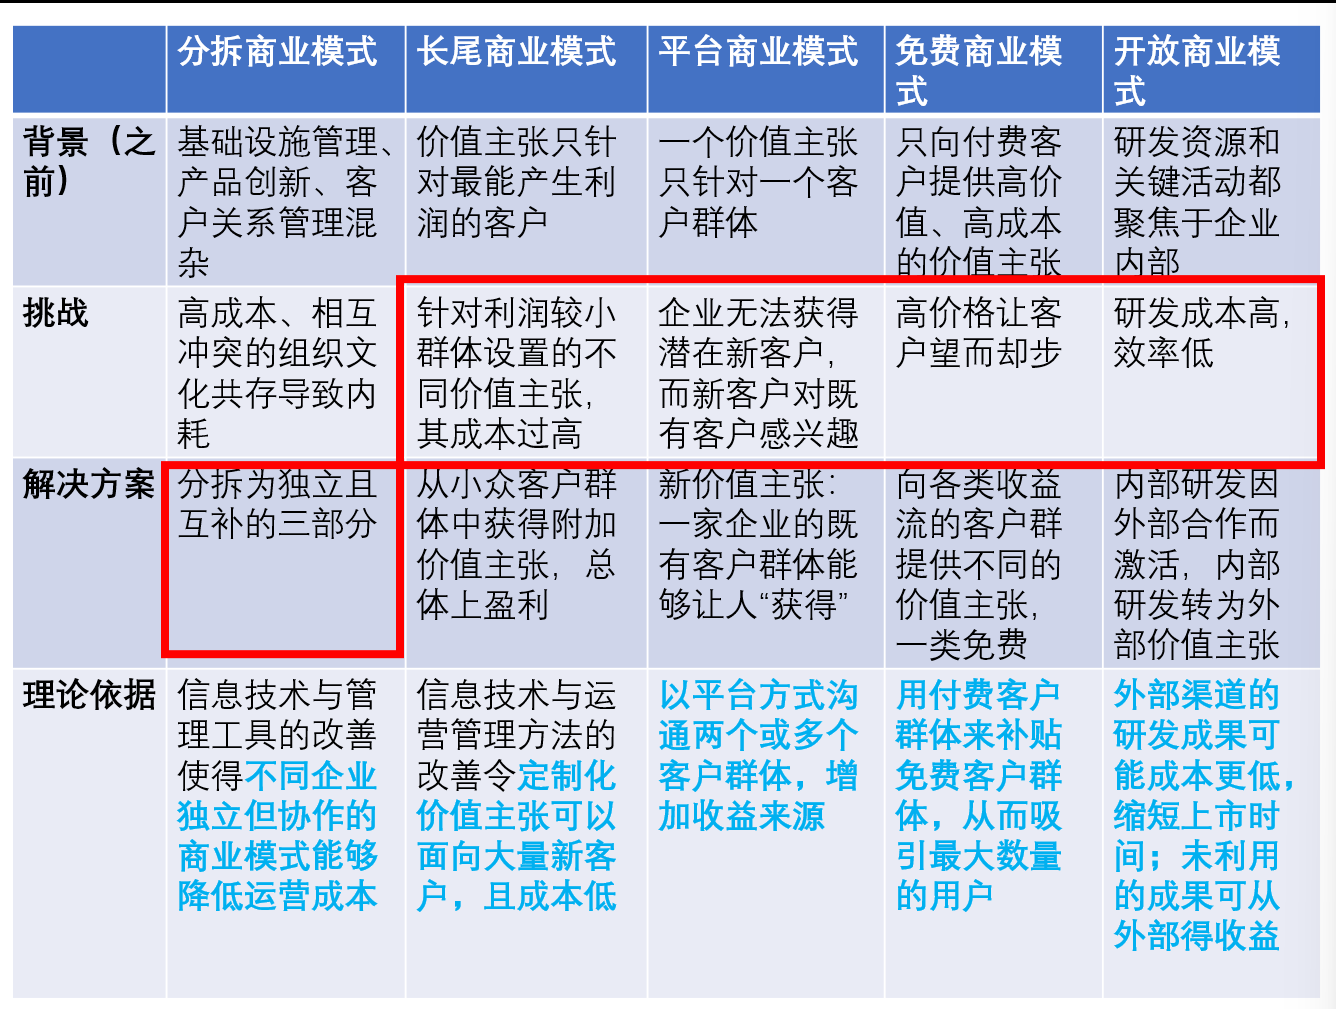 分拆商业模式
长尾商业模式
平台商业模式
免费商业模
式
开放商业模
式
背景（之
前）
基础设施管理、
产品创新、客
户关系管理混
杂
价值主张只针
对最能产生利
润的客户
一个价值主张
只针对一个客
户群体
只向付费客
户提供高价
值、高成本
的价值主张
研发资源和
关键活动都
聚焦于企业
内部
挑战
高成本、相互
冲突的组织文
化共存导致内
耗
针对利润较小
群体设置的不
同价值主张，
其成本过高
企业无法获得
潜在新客户，
而新客户对既
有客户感兴趣
高价格让客
户望而却步
研发成本高，
效率低
解决方案
分拆为独立且
互补的三部分
从小众客户群
体中获得附加
价值主张，总
体上盈利
新价值主张：
一家企业的既
有客户群体能
够让人“获得”
向各类收益
流的客户群
提供不同的
价值主张，
一类免费
内部研发因
外部合作而
激活，内部
研发转为外
部价值主张
理论依据
信息技术与管
理工具的改善
使得不同企业
独立但协作的
商业模式能够
降低运营成本
信息技术与运
营管理方法的
改善令定制化
价值主张可以
面向大量新客
户，且成本低
以平台方式沟
通两个或多个
客户群体，增
加收益来源
用付费客户
群体来补贴
免费客户群
体，从而吸
引最大数量
的用户
外部渠道的
研发成果可
能成本更低，
缩短上市时
间；未利用
的成果可从
外部得收益